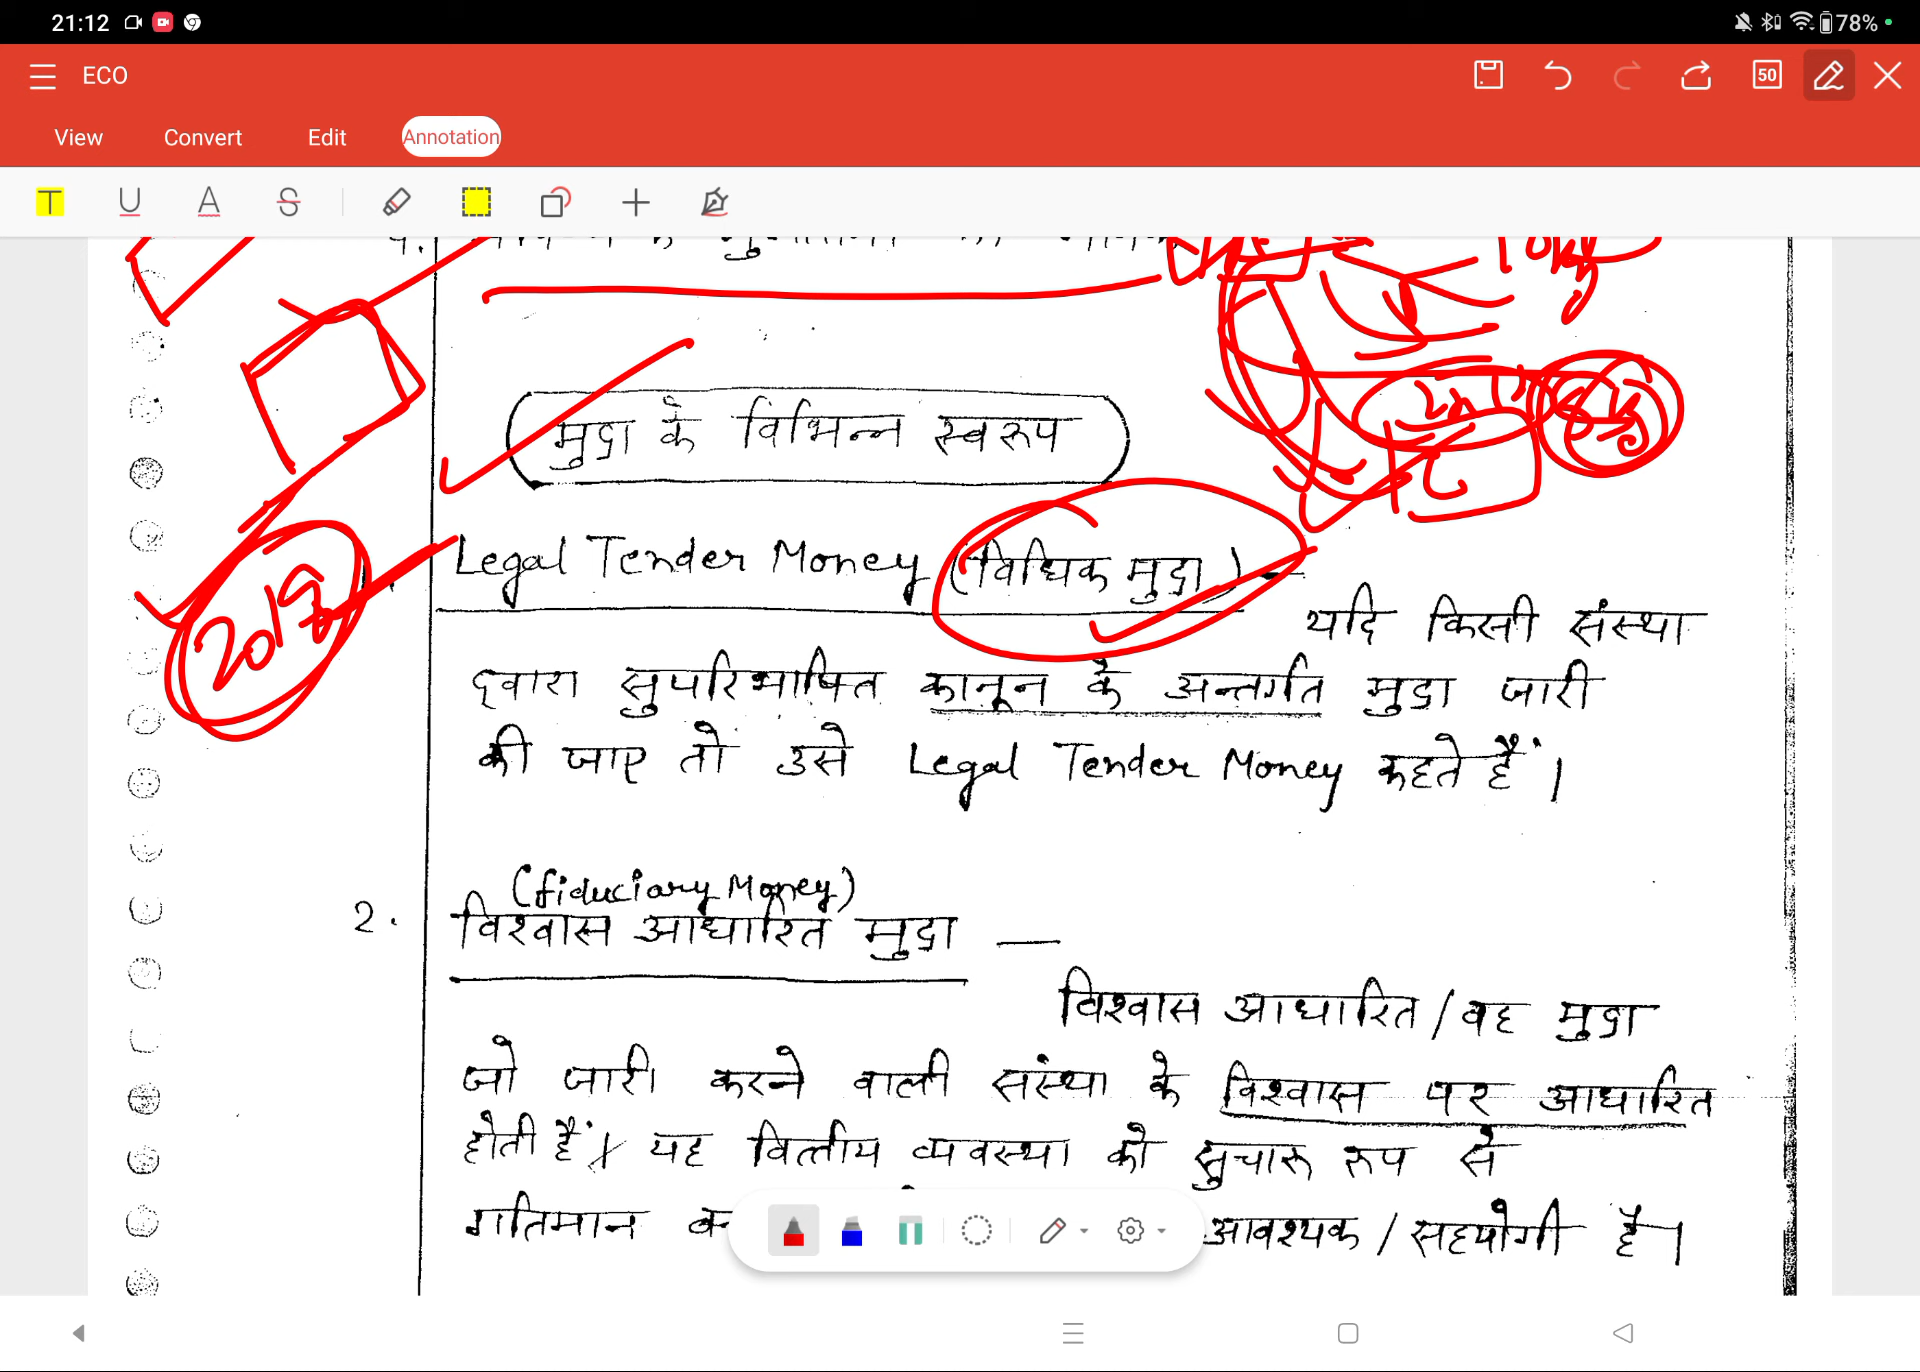 21:12
78%
ECO
50
View Convert Edit Annotation
T U A S
मुद्रा के विभिन्न स्वरूप
Legal Tender Money (विधिक मुद्रा) —
2019
यदि किसी संस्था
द्वारा सुपरिभाषित कानून के अन्तर्गत मुद्रा जारी
की जाए तो उसे Legal Tender Money कहते हैं।
(fiduciary Money)
2. विश्वास आधारित मुद्रा —
विश्वास आधारित / वह मुद्रा
जो जारी करने वाली संस्था के विश्वास पर आधारित
होती है। यह वित्तीय व्यवस्था को सुचारू रूप से
गतिमान आवश्यक / सहयोगी है।